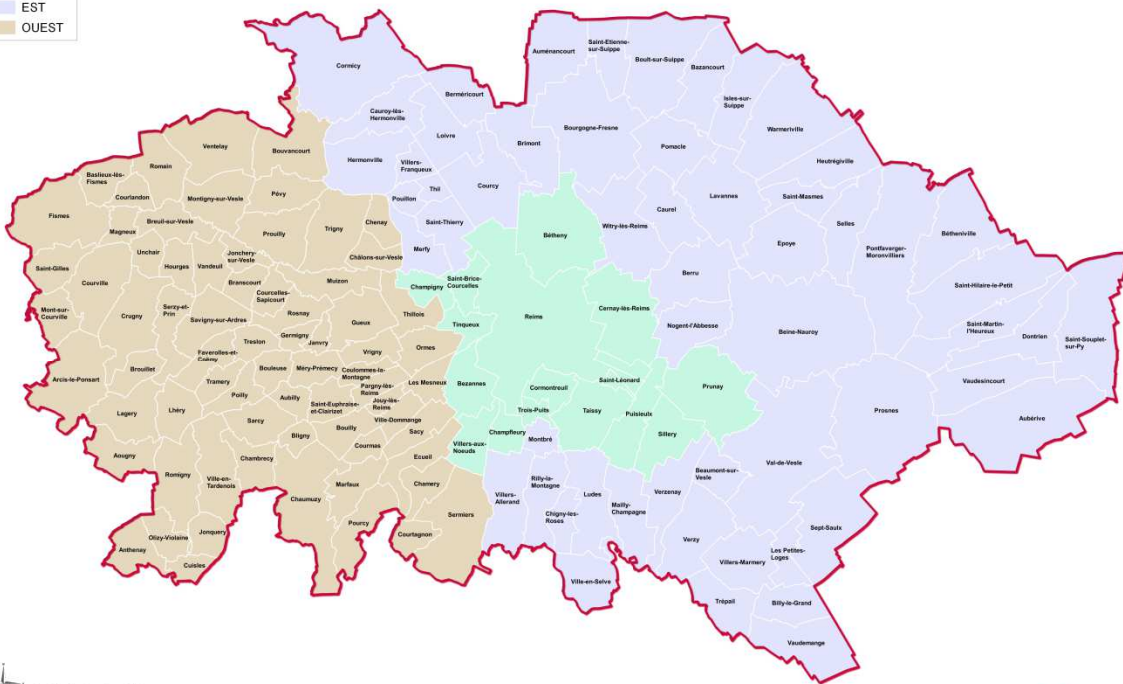 EST
OUEST
Cormicy
Auménancourt
Saint-Etienne-
sur-Suippe
Boult-sur-Suippe
Bazancourt
Isles-sur-
Suippe
Warmeriville
Berméricourt
Cauroy-lès-
Hermonville
Loivre
Brimont
Bourgogne-Fresne
Pomacle
Heutrégiville
Hermonville
Villers-
Franqueux
Thil
Courcy
Pouillon
Saint-Thierry
Merfy
Lavannes
Caurel
Witry-lès-Reims
Saint-Masmes
Selles
Epoye
Pontfaverger-
Moronvilliers
Bétheniville
Berru
Nogent-l'Abbesse
Beine-Nauroy
Saint-Hilaire-le-Petit
Saint-Martin-
l'Heureux
Dontrien
Saint-Souplet-
sur-Py
Vaudesincourt
Aubérive
Prosnes
Val-de-Vesle
Sept-Saulx
Les Petites-
Loges
Beaumont-sur-
Vesle
Verzenay
Verzy
Villers-Marmery
Trépail
Billy-le-Grand
Vaudemange
Montbré
Rilly-la-
Montagne
Villers-
Allerand
Chigny-les-
Roses
Ludes
Mailly-
Champagne
Ville-en-Selve
Bétheny
Champigny
Saint-Brice-
Courcelles
Reims
Cernay-lès-Reims
Tinqueux
Bezannes
Cormontreuil
Saint-Léonard
Prunay
Trois-Puits
Taissy
Puisieulx
Sillery
Champfleury
Villers-aux-
Noeuds
Ventelay
Bouvancourt
Romain
Baslieux-lès-
Fismes
Courlandon
Montigny-sur-Vesle
Pévy
Fismes
Magneux
Breuil-sur-Vesle
Prouilly
Trigny
Chenay
Châlons-sur-Vesle
Unchair
Hourges
Vandeuil
Jonchery-
sur-Vesle
Saint-Gilles
Courville
Branscourt
Muizon
Courcelles-
Sapicourt
Mont-sur-
Courville
Crugny
Serzy-et-
Prin
Savigny-sur-Ardres
Rosnay
Gueux
Thillois
Treslon
Germigny
Janvry
Vrigny
Ormes
Faverolles-et-
Coëmy
Arcis-le-Ponsart
Brouillet
Bouleuse
Méry-Prémecy
Coulommes-la-
Montagne
Pargny-lès-
Reims
Les Mesneux
Tramery
Poilly
Aubilly
Saint-Euphraise-
et-Clairizet
Jouy-lès-
Reims
Ville-Dommange
Lagery
Lhéry
Sarcy
Bligny
Bouilly
Courmas
Sacy
Ecueil
Aougny
Romigny
Ville-en-
Tardenois
Chambrecy
Chaumuzy
Marfaux
Chamery
Sermiers
Pourcy
Courtagnon
Anthenay
Olizy-Violaine
Jonquery
Cuisles